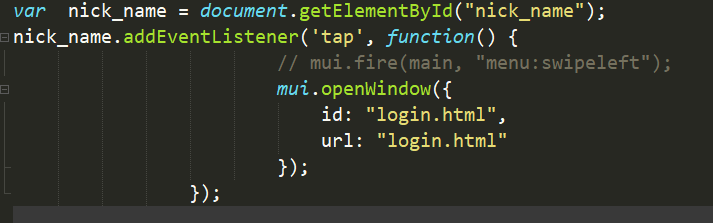 var  nick_name = document.getElementById("nick_name");
nick_name.addEventListener('tap', function() {
// mui.fire(main, "menu:swipeleft");
mui.openWindow({
id: "login.html",
url: "login.html"
});
});